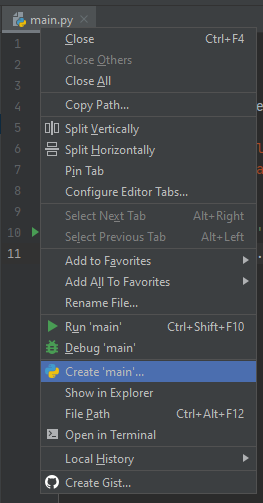 main.py
1
Close Ctrl+F4
Close Others
2
Close All
3
Copy Path...
4
Split Vertically
5
Split Horizontally
6
Pin Tab
7
Configure Editor Tabs...
8
Select Next Tab Alt+Right
9
Select Previous Tab Alt+Left
10
Add to Favorites
11
Add All To Favorites
Rename File...
Run 'main' Ctrl+Shift+F10
Debug 'main'
Create 'main'...
Show in Explorer
File Path Ctrl+Alt+F12
Open in Terminal
Local History
Create Gist...